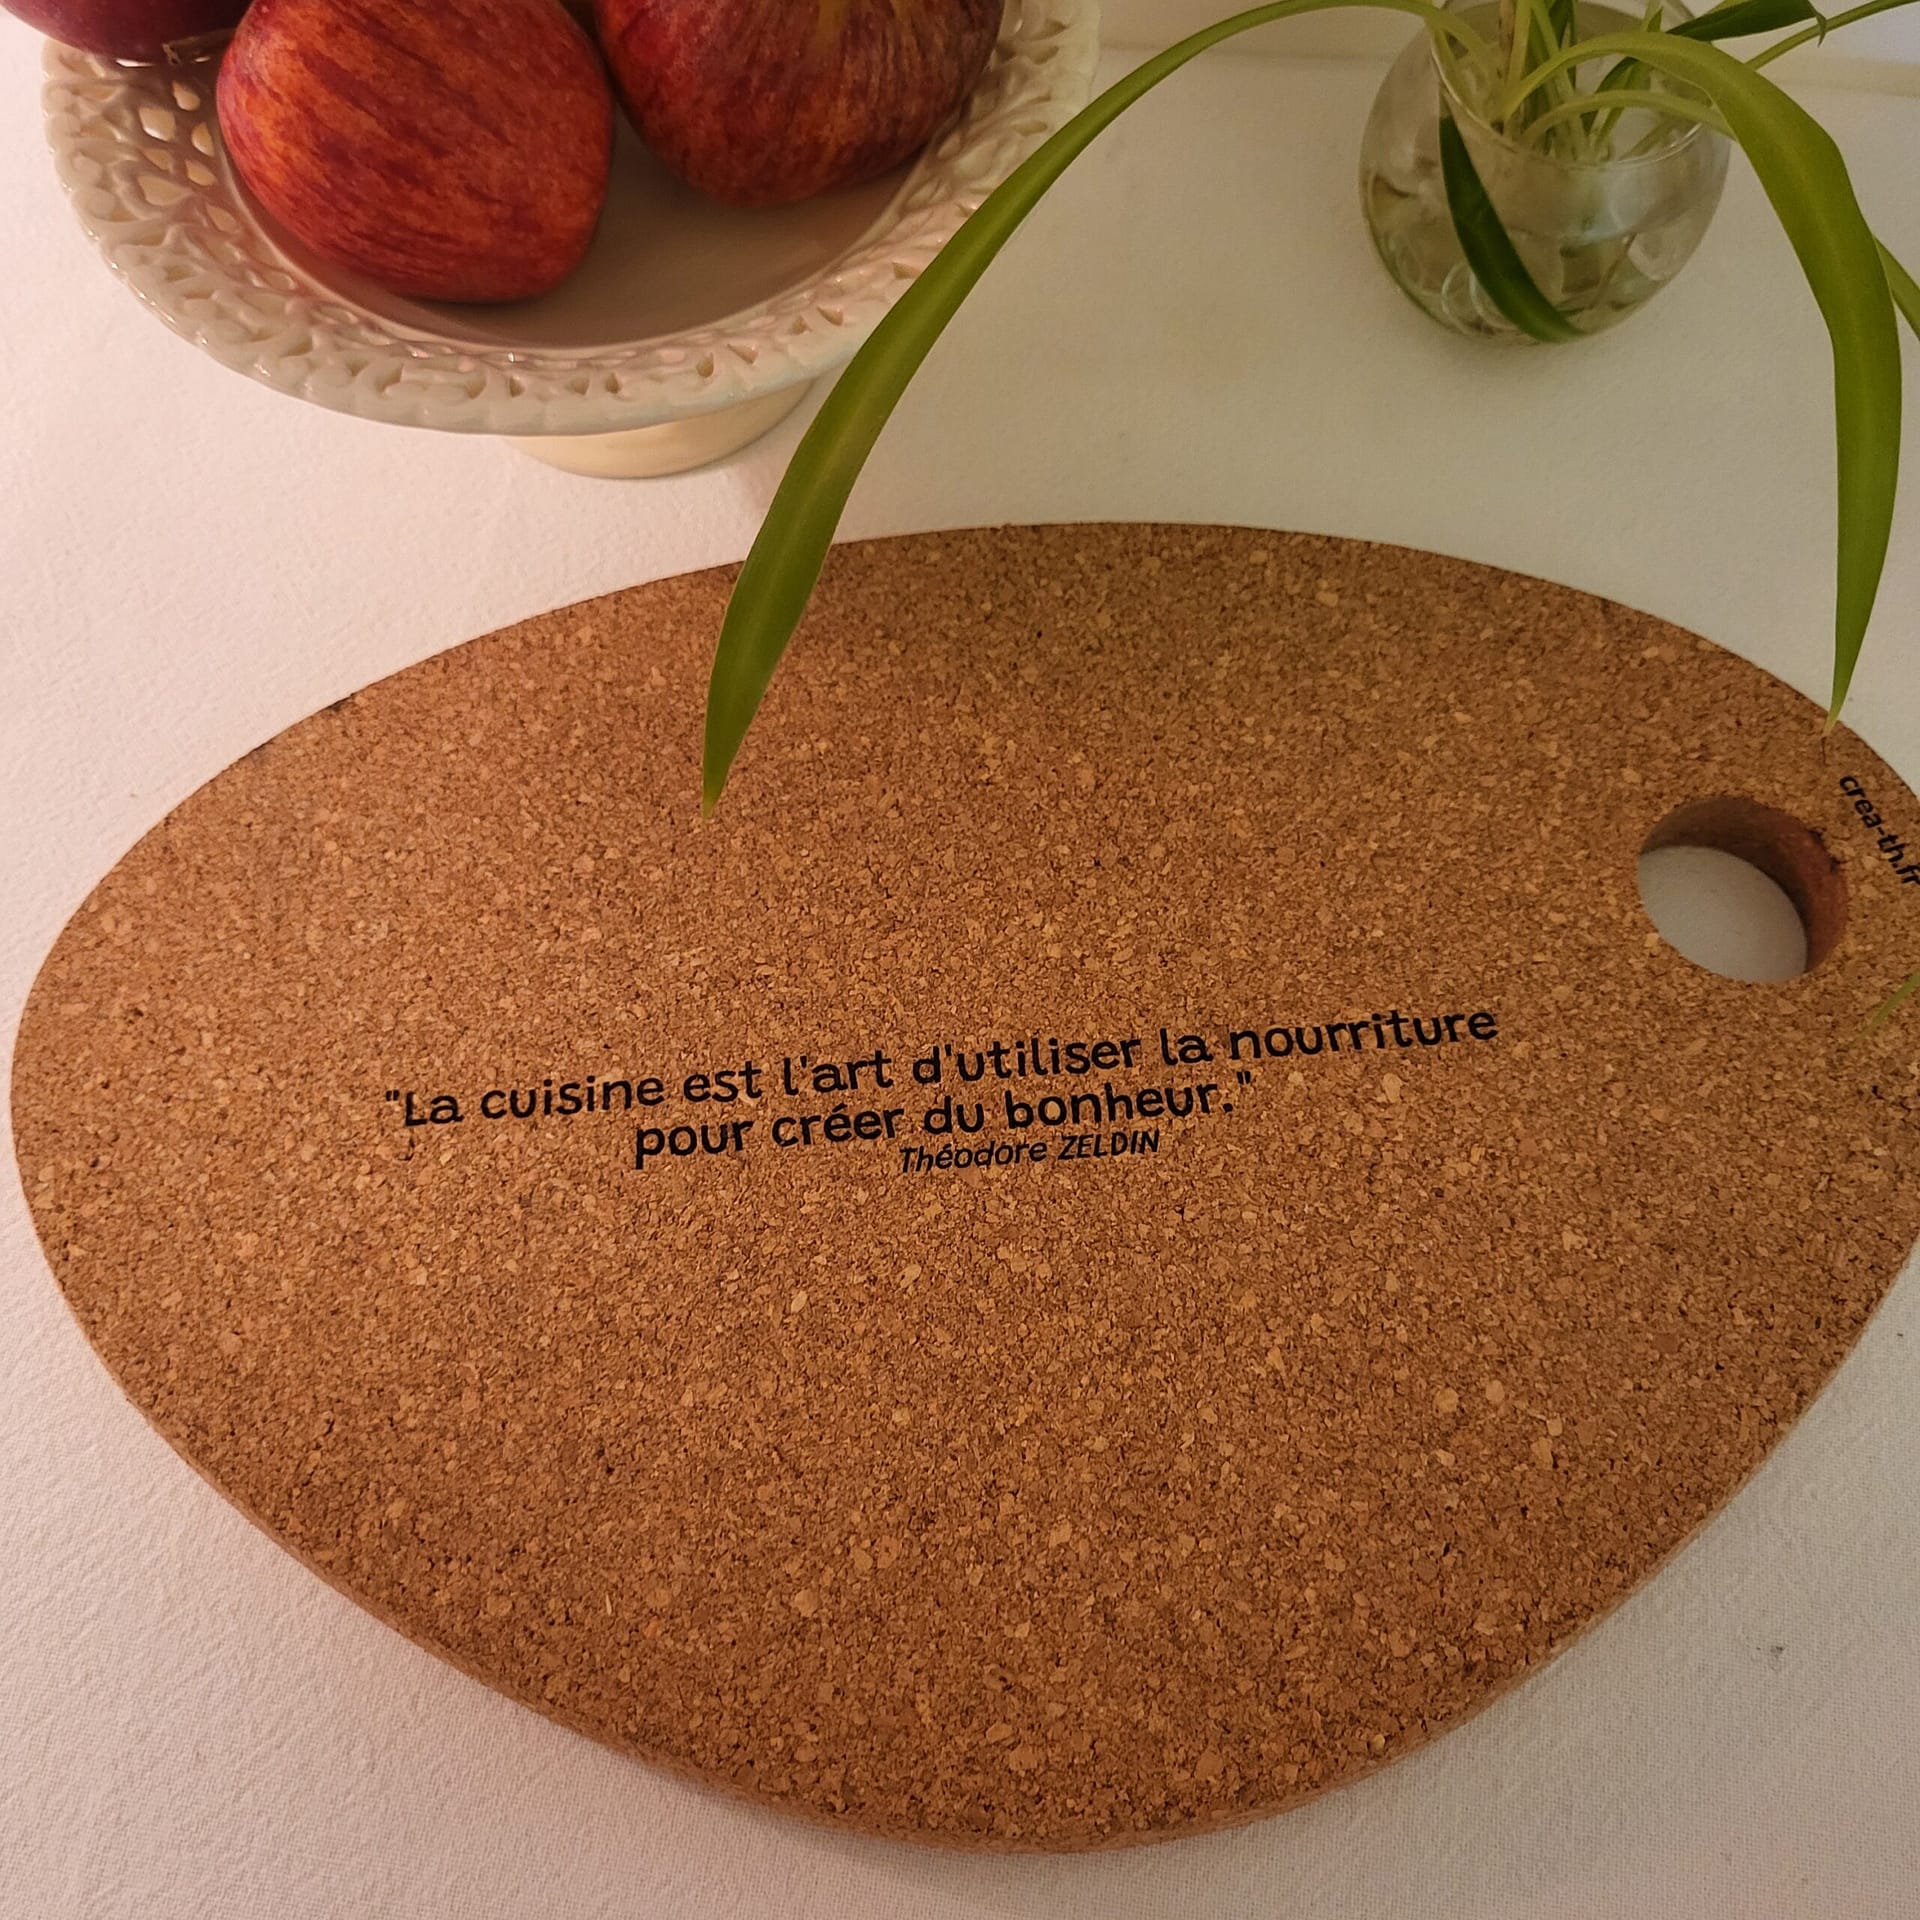 "La cuisine est l'art d'utiliser la nourriture
pour créer du bonheur."
Théodore ZELDIN
crea-th.fr